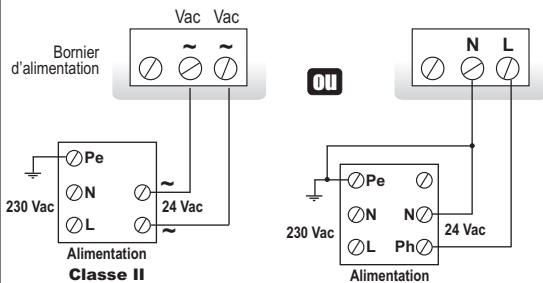 Vac Vac
Bornier
d'alimentation
~ ~
ou
N L
Pe
N
L
230 Vac
~
24 Vac
~
Alimentation
Classe II
Pe
N N
L Ph
230 Vac
24 Vac
Alimentation